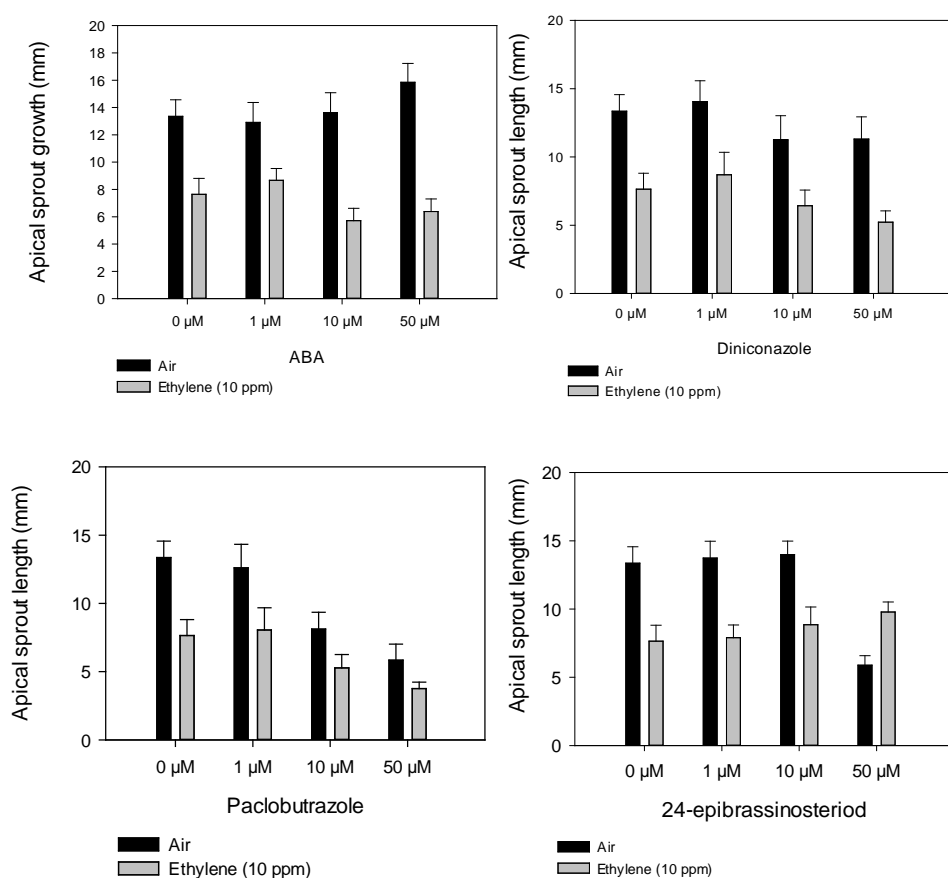 Apical sprout growth (mm)
20
18
16
14
12
10
8
6
4
2
0
0 µM 1 µM 10 µM 50 µM
ABA
Air
Ethylene (10 ppm)
Apical sprout length (mm)
20
15
10
5
0
0 µM 1 µM 10 µM 50 µM
Diniconazole
Air
Ethylene (10 ppm)
Apical sprout length (mm)
20
15
10
5
0
0 µM 1 µM 10 µM 50 µM
Paclobutrazole
Air
Ethylene (10 ppm)
Apical sprout length (mm)
20
15
10
5
0
0 µM 1 µM 10 µM 50 µM
24-epibrassinosteriod
Air
Ethylene (10 ppm)